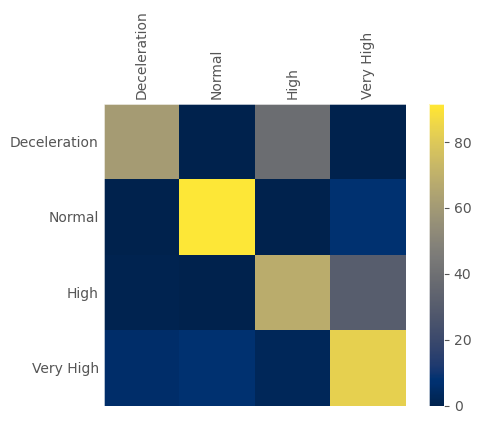 Deceleration
Normal
High
Very High
Deceleration
Normal
High
Very High
80
60
40
20
0